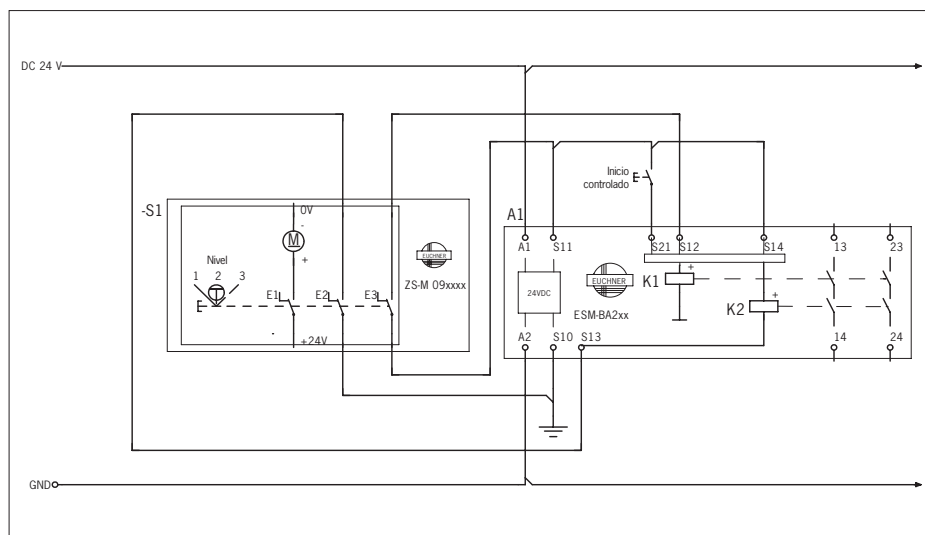 DC 24 V
Inicio
controlado
-S1
0V
-
M
+
EUCHNER
ZS-M 09xxxx
Nivel
1 2 3
E1 E2 E3
+24V
A1
A1 S11 S21 S12 S14 13 23
+
K1
24VDC
EUCHNER
ESM-BA2xx
+
K2
A2 S10 S13 14 24
GND